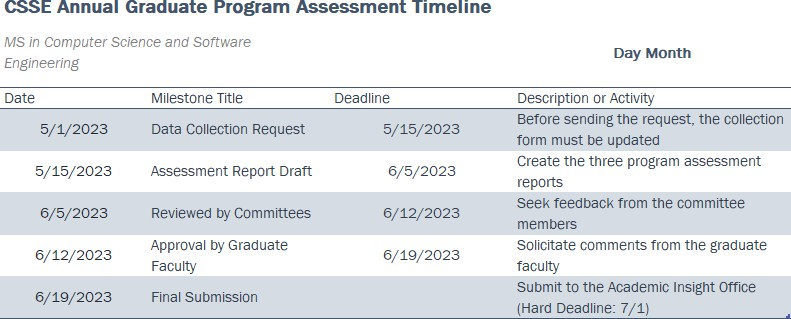 CSSE Annual Graduate Program Assessment Timeline
MS in Computer Science and Software
Engineering
Day Month
Date Milestone Title Deadline Description or Activity
5/1/2023 Data Collection Request 5/15/2023 Before sending the request, the collection
form must be updated
5/15/2023 Assessment Report Draft 6/5/2023 Create the three program assessment
reports
6/5/2023 Reviewed by Committees 6/12/2023 Seek feedback from the committee
members
6/12/2023 Approval by Graduate
Faculty 6/19/2023 Solicitate comments from the graduate
faculty
6/19/2023 Final Submission Submit to the Academic Insight Office
(Hard Deadline: 7/1)